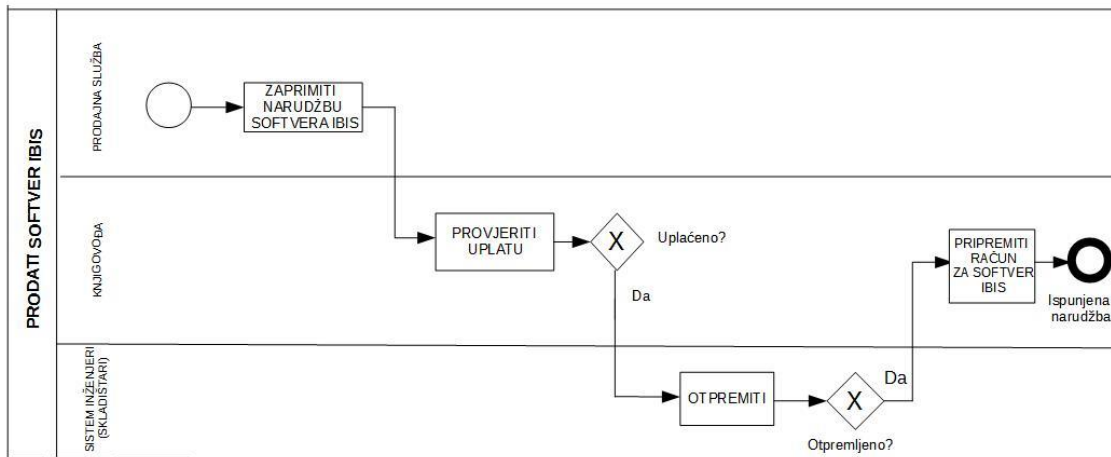 PRODATI SOFTVER IBIS
PRODAJNA SLUŽBA
ZAPRIMITI
NARUDŽBU
SOFTVERA IBIS
KNJIGOVOĐA
PROVJERITI
UPLATU
X
Uplaćeno?
Da
PRIPREMITI
RAČUN
ZA SOFTVER
IBIS
Ispunjena
narudžba
SISTEM INŽENJERI
(SKLADIŠTARI)
OTPREMITI
X
Da
Otpremljeno?